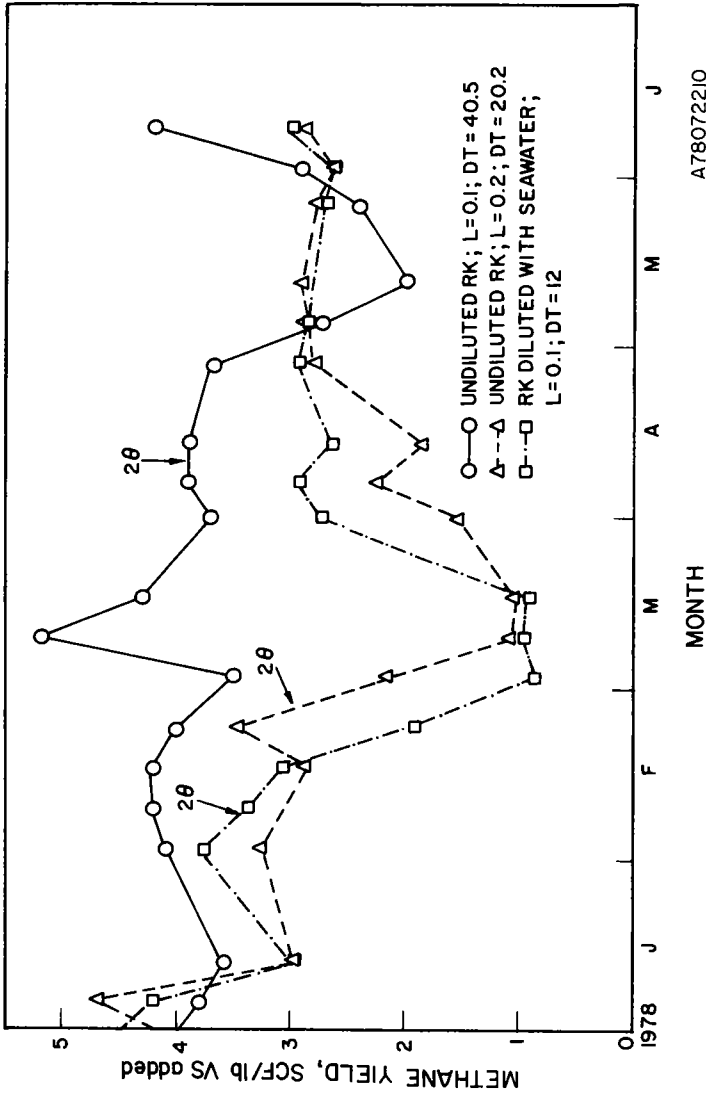 METHANE YIELD, SCF/lb VS added
5
4
3
2
1
0
2θ
2θ
2θ
UNDILUTED RK; L=0.1; DT = 40.5
UNDILUTED RK; L=0.2; DT = 20.2
RK DILUTED WITH SEAWATER;
L=0.1; DT=12
1978
J
F
M
A
M
J
MONTH
A78072210